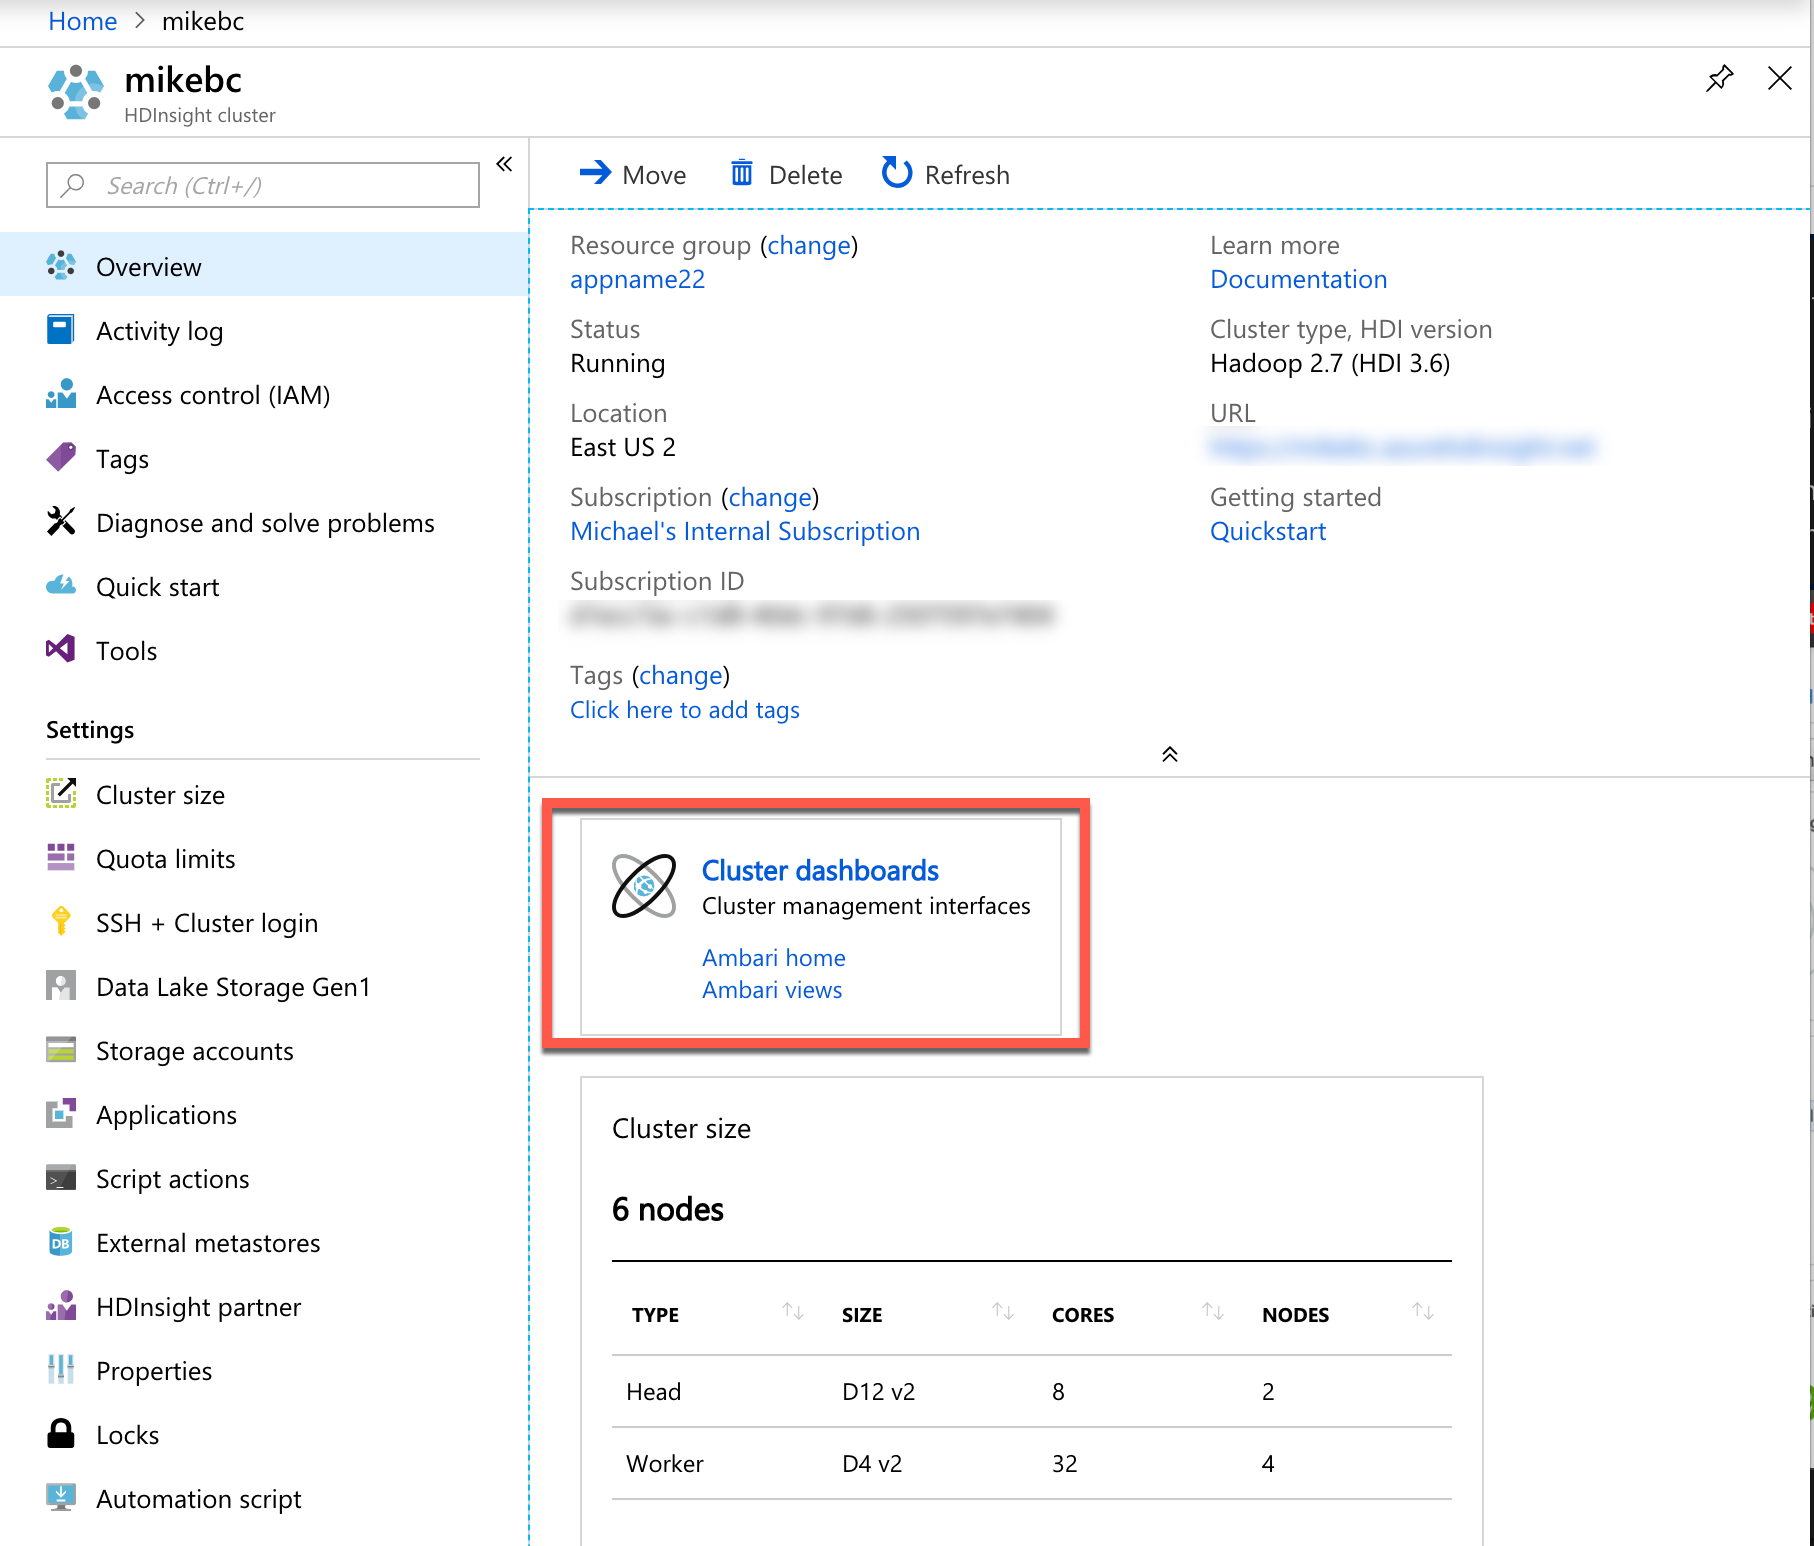 Home > mikebc
mikebc
HDInsight cluster
Search (Ctrl+/)
«
Overview
Activity log
Access control (IAM)
Tags
Diagnose and solve problems
Quick start
Tools
Settings
Cluster size
Quota limits
SSH + Cluster login
Data Lake Storage Gen1
Storage accounts
Applications
Script actions
External metastores
HDInsight partner
Properties
Locks
Automation script
Move Delete Refresh
Resource group (change)
appname22
Status
Running
Location
East US 2
Subscription (change)
Michael's Internal Subscription
Subscription ID
Tags (change)
Click here to add tags
Learn more
Documentation
Cluster type, HDI version
Hadoop 2.7 (HDI 3.6)
URL
Getting started
Quickstart
Cluster dashboards
Cluster management interfaces
Ambari home
Ambari views
Cluster size
6 nodes
TYPE SIZE CORES NODES
Head D12 v2 8 2
Worker D4 v2 32 4